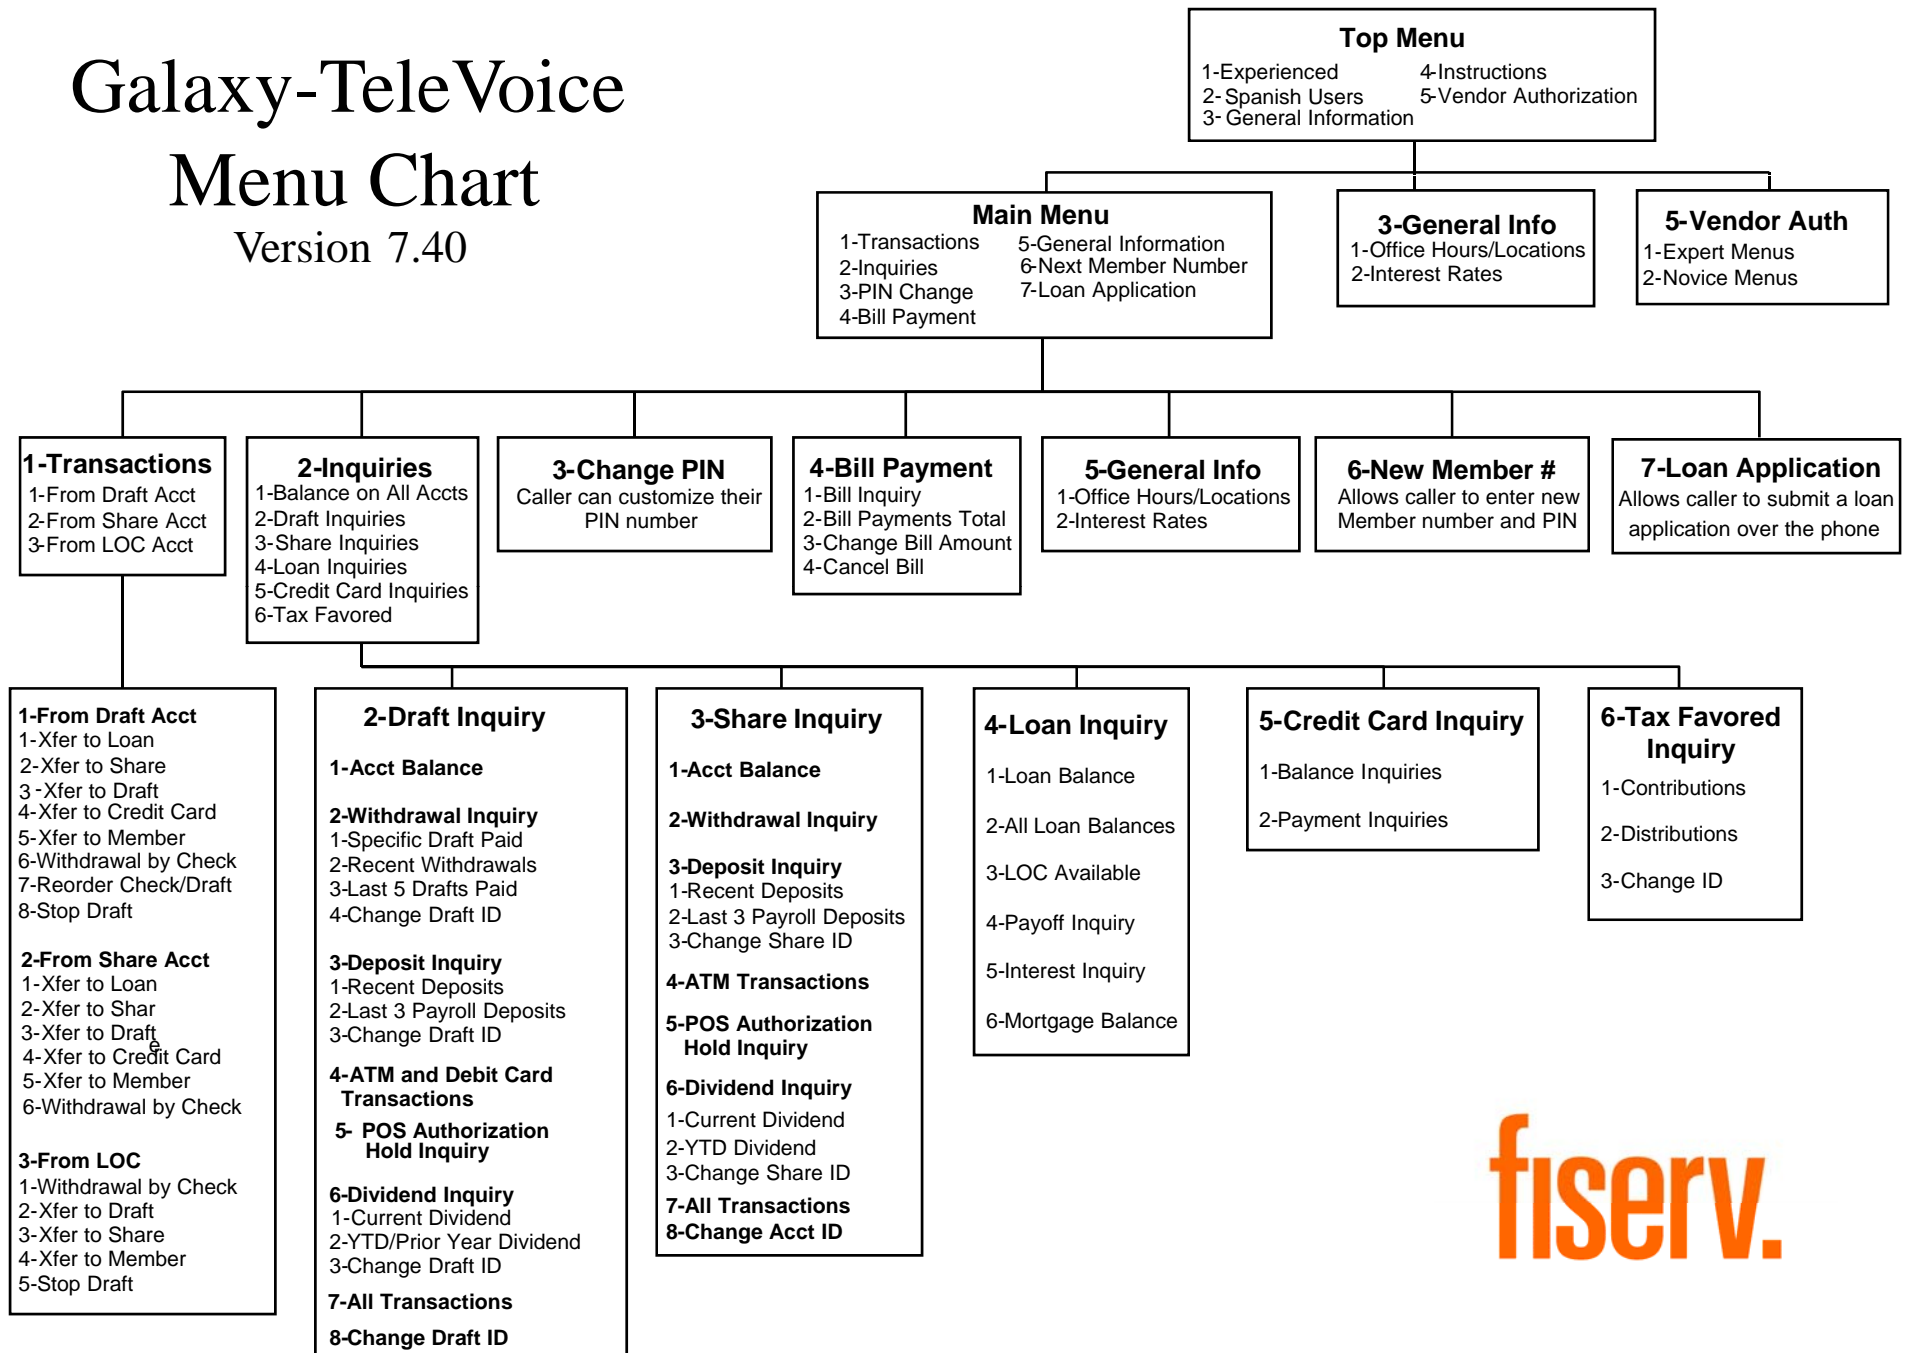 Galaxy-TeleVoice
Menu Chart
Version 7.40
Top Menu
1-Experienced
2-Spanish Users
3-General Information
4-Instructions
5-Vendor Authorization
Main Menu
1-Transactions
2-Inquiries
3-PIN Change
4-Bill Payment
5-General Information
6-Next Member Number
7-Loan Application
3-General Info
1-Office Hours/Locations
2-Interest Rates
5-Vendor Auth
1-Expert Menus
2-Novice Menus
1-Transactions
1-From Draft Acct
2-From Share Acct
3-From LOC Acct
2-Inquiries
1-Balance on All Accts
2-Draft Inquiries
3-Share Inquiries
4-Loan Inquiries
5-Credit Card Inquiries
6-Tax Favored
3-Change PIN
Caller can customize their
PIN number
4-Bill Payment
1-Bill Inquiry
2-Bill Payments Total
3-Change Bill Amount
4-Cancel Bill
5-General Info
1-Office Hours/Locations
2-Interest Rates
6-New Member #
Allows caller to enter new
Member number and PIN
7-Loan Application
Allows caller to submit a loan
application over the phone
1-From Draft Acct
1-Xfer to Loan
2-Xfer to Share
3-Xfer to Draft
4-Xfer to Credit Card
5-Xfer to Member
6-Withdrawal by Check
7-Reorder Check/Draft
8-Stop Draft
2-From Share Acct
1-Xfer to Loan
2-Xfer to Shar
3-Xfer to Draft
e
4-Xfer to Credit Card
5-Xfer to Member
6-Withdrawal by Check
3-From LOC
1-Withdrawal by Check
2-Xfer to Draft
3-Xfer to Share
4-Xfer to Member
5-Stop Draft
2-Draft Inquiry
1-Acct Balance
2-Withdrawal Inquiry
1-Specific Draft Paid
2-Recent Withdrawals
3-Last 5 Drafts Paid
4-Change Draft ID
3-Deposit Inquiry
1-Recent Deposits
2-Last 3 Payroll Deposits
3-Change Draft ID
4-ATM and Debit Card
Transactions
5- POS Authorization
Hold Inquiry
6-Dividend Inquiry
1-Current Dividend
2-YTD/Prior Year Dividend
3-Change Draft ID
7-All Transactions
8-Change Draft ID
3-Share Inquiry
1-Acct Balance
2-Withdrawal Inquiry
3-Deposit Inquiry
1-Recent Deposits
2-Last 3 Payroll Deposits
3-Change Share ID
4-ATM Transactions
5-POS Authorization
Hold Inquiry
6-Dividend Inquiry
1-Current Dividend
2-YTD Dividend
3-Change Share ID
7-All Transactions
8-Change Acct ID
4-Loan Inquiry
1-Loan Balance
2-All Loan Balances
3-LOC Available
4-Payoff Inquiry
5-Interest Inquiry
6-Mortgage Balance
5-Credit Card Inquiry
1-Balance Inquiries
2-Payment Inquiries
6-Tax Favored
Inquiry
1-Contributions
2-Distributions
3-Change ID
fiserv.